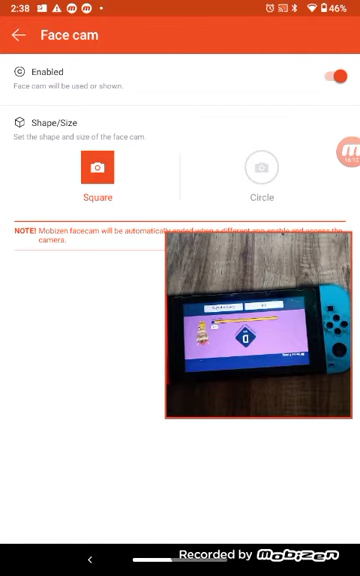 2:38
46%
Face cam
Enabled
Face cam will be used or shown.
Shape/Size
Set the shape and size of the face cam.
Square
Circle
NOTE! Mobizen facecam will be automatically ended when a different app enable and access the
camera.
Recorded by Mobizen